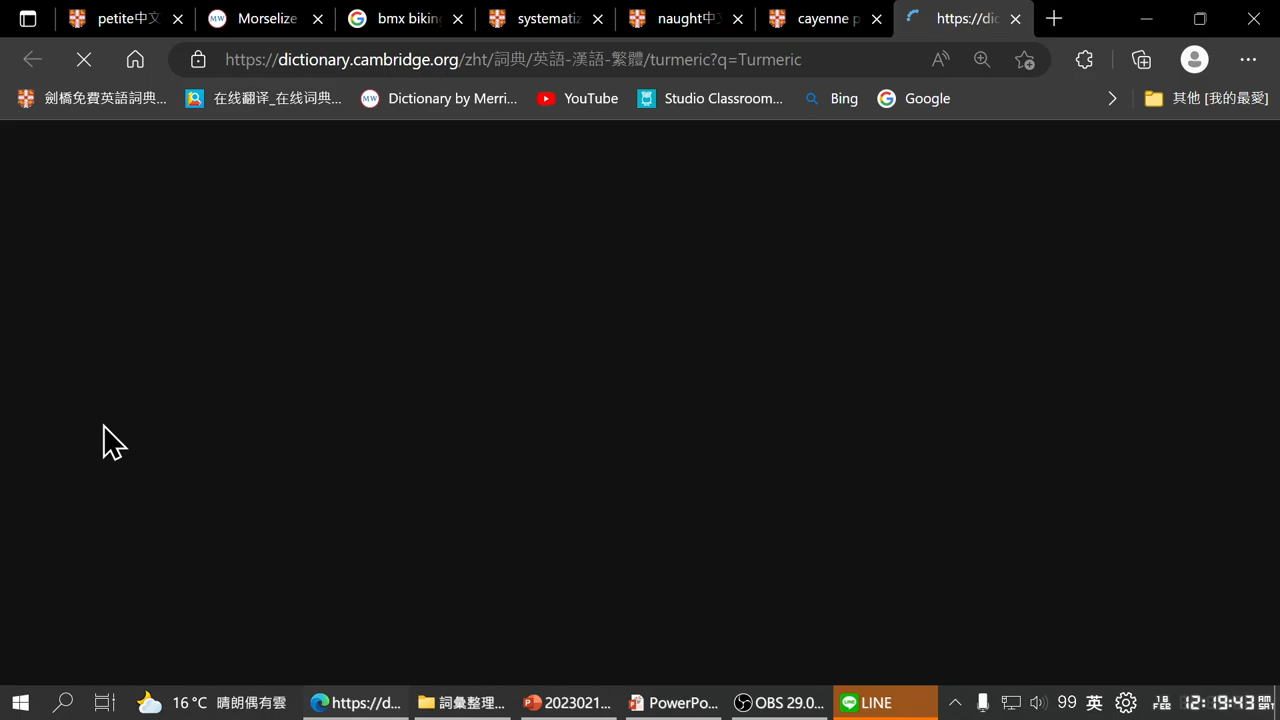 petite中文
Morselize
bmx bikin
systematiz
naught中
cayenne p
https://dic
https://dictionary.cambridge.org/zht/詞典/英語-漢語-繁體/turmeric?q=Turmeric
劍橋免費英語詞典...
在线翻译_在线词典...
Dictionary by Merri...
YouTube
Studio Classroom...
Bing
Google
其他 [我的最愛]
16°C 晴朗偶有雲
https://d...
詞彙整理...
2023021...
PowerPo...
OBS 29.0...
LINE
99
英
12:19:43